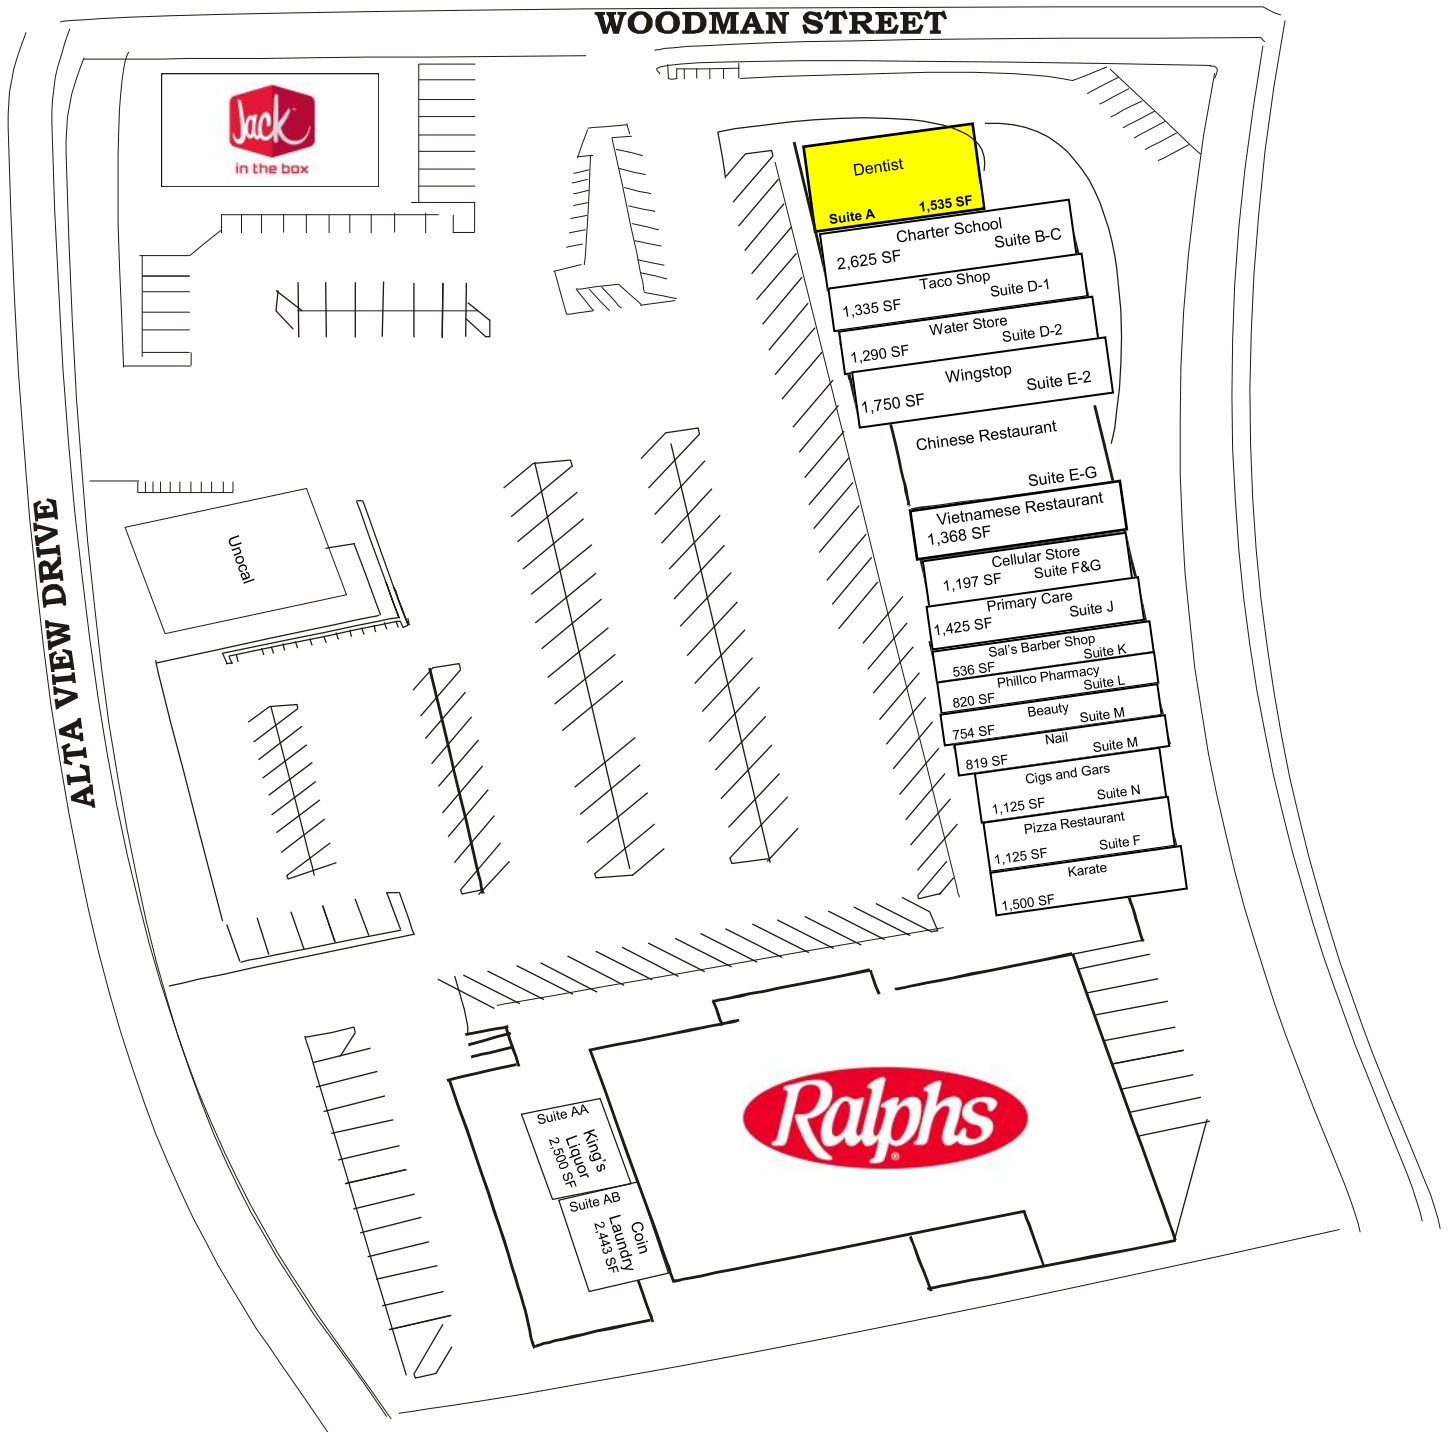 WOODMAN STREET
Jack
in the box
Dentist
Suite A 1,535 SF
Charter School
2,625 SF Suite B-C
Taco Shop
1,335 SF Suite D-1
Water Store
1,290 SF Suite D-2
Wingstop
1,750 SF Suite E-2
Chinese Restaurant
Suite E-G
Vietnamese Restaurant
1,368 SF
Cellular Store
1,197 SF Suite F&G
Primary Care
1,425 SF Suite J
Sal's Barber Shop
536 SF Suite K
Phillco Pharmacy
820 SF Suite L
Beauty
754 SF Suite M
Nail
819 SF Suite M
Cigs and Gars
1,125 SF Suite N
Pizza Restaurant
1,125 SF Suite F
Karate
1,500 SF
Unocal
ALTA VIEW DRIVE
Ralphs®
Suite AA
King's
Liquor
2,500 SF
Suite AB
Coin
Laundry
2,443 SF